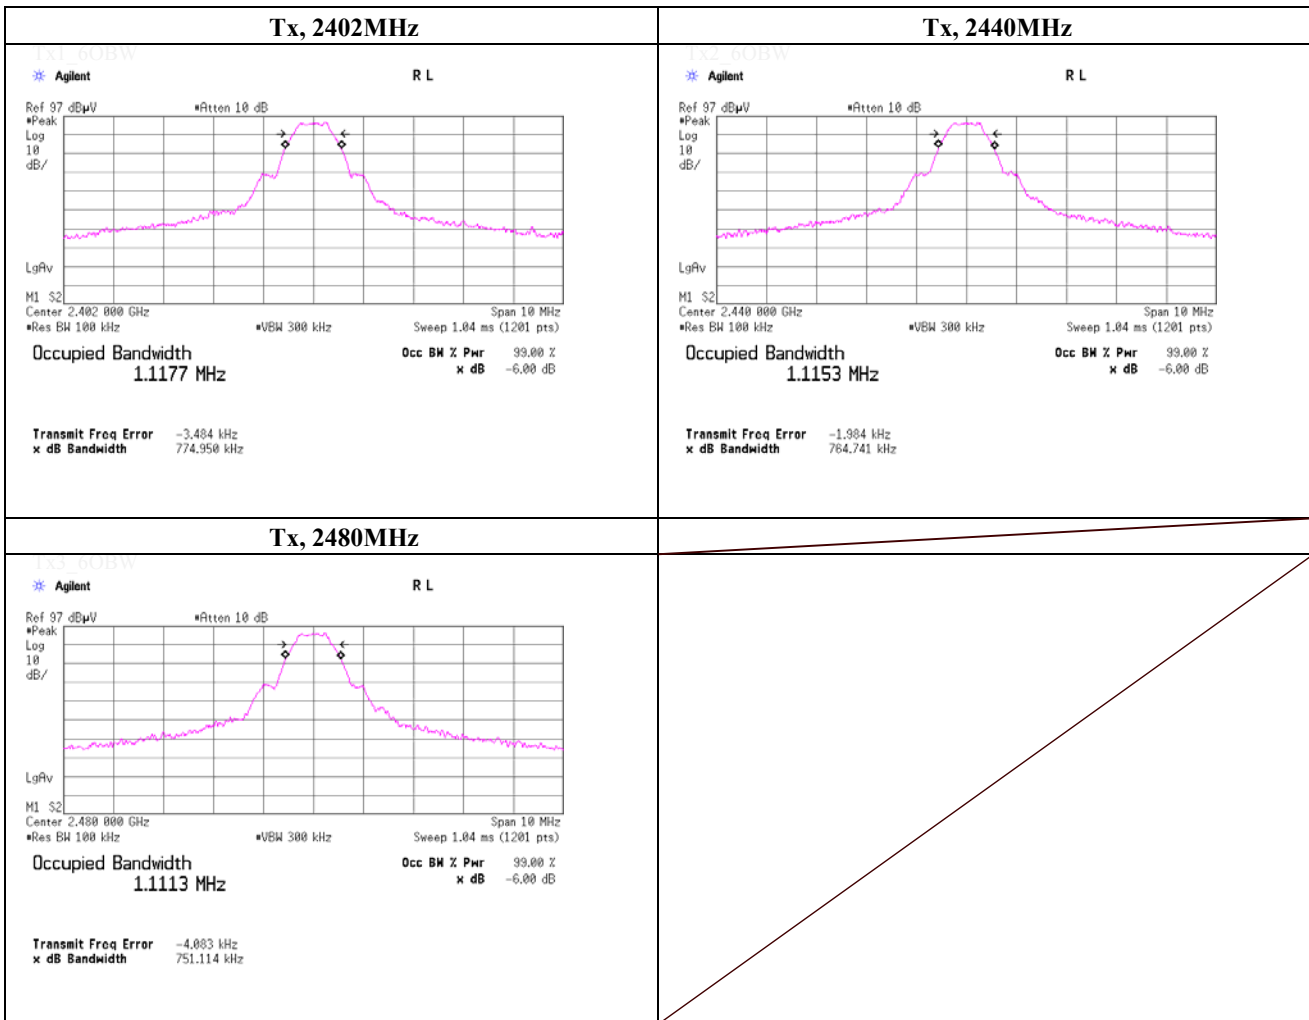 Tx, 2402MHz
Tx1_6OBW
Agilent R L
Ref 97 dBµV #Atten 10 dB
#Peak
Log
10
dB/
LgAv
M1 S2
Center 2.402 000 GHz Span 10 MHz
#Res BW 100 kHz #VBW 300 kHz Sweep 1.04 ms (1201 pts)
Occupied Bandwidth Occ BW % Pwr 99.00 %
1.1177 MHz x dB -6.00 dB
Transmit Freq Error -3.484 kHz
x dB Bandwidth 774.950 kHz
Tx, 2440MHz
Tx2_6OBW
Agilent R L
Ref 97 dBµV #Atten 10 dB
#Peak
Log
10
dB/
LgAv
M1 S2
Center 2.440 000 GHz Span 10 MHz
#Res BW 100 kHz #VBW 300 kHz Sweep 1.04 ms (1201 pts)
Occupied Bandwidth Occ BW % Pwr 99.00 %
1.1153 MHz x dB -6.00 dB
Transmit Freq Error -1.984 kHz
x dB Bandwidth 764.741 kHz
Tx, 2480MHz
Tx3_6OBW
Agilent R L
Ref 97 dBµV #Atten 10 dB
#Peak
Log
10
dB/
LgAv
M1 S2
Center 2.480 000 GHz Span 10 MHz
#Res BW 100 kHz #VBW 300 kHz Sweep 1.04 ms (1201 pts)
Occupied Bandwidth Occ BW % Pwr 99.00 %
1.1113 MHz x dB -6.00 dB
Transmit Freq Error -4.083 kHz
x dB Bandwidth 751.114 kHz